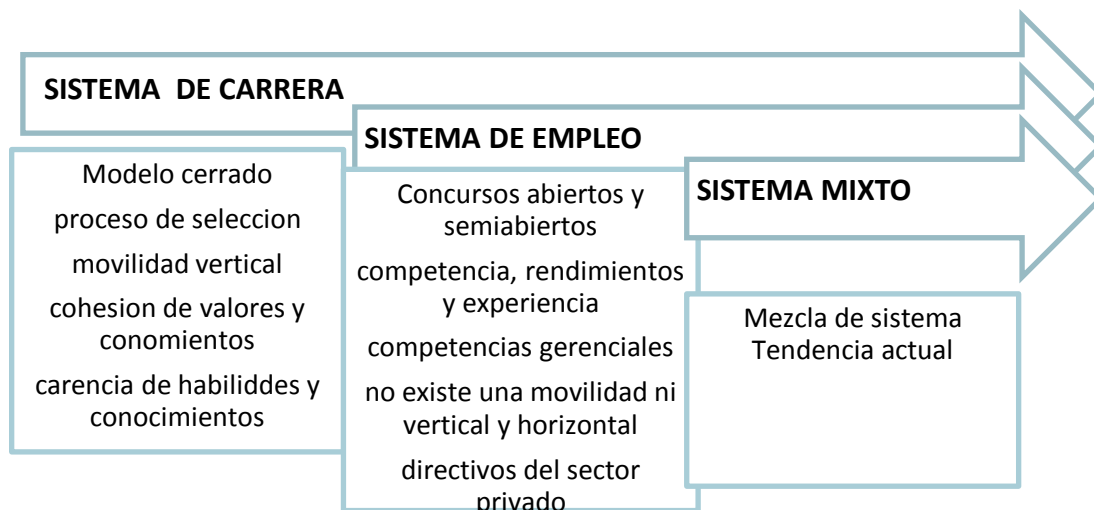 SISTEMA DE CARRERA
Modelo cerrado
proceso de seleccion
movilidad vertical
cohesion de valores y
conomientos
carencia de habiliddes y
conocimientos
SISTEMA DE EMPLEO
Concursos abiertos y
semiabiertos
competencia, rendimientos
y experiencia
competencias gerenciales
no existe una movilidad ni
vertical y horizontal
directivos del sector
privado
SISTEMA MIXTO
Mezcla de sistema
Tendencia actual